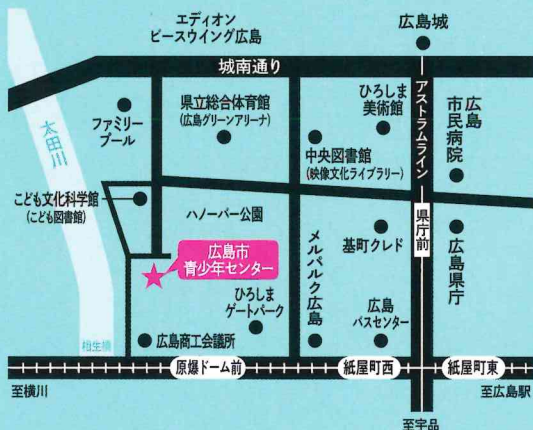 エディオン
ピースウイング広島
広島城
城南通り
太田川
ファミリー
プール
県立総合体育館
(広島グリーンアリーナ)
ひろしま
美術館
中央図書館
(映像文化ライブラリー)
アストラムライン
広島
市民病院
こども文化科学館
(こども図書館)
ハノーバー公園
広島市
青少年センター
メルパルク広島
基町クレド
県庁前
広島県庁
ひろしま
ゲートパーク
広島
バスセンター
相生橋
広島商工会議所
原爆ドーム前
紙屋町西
紙屋町東
至横川
至広島駅
至宇品